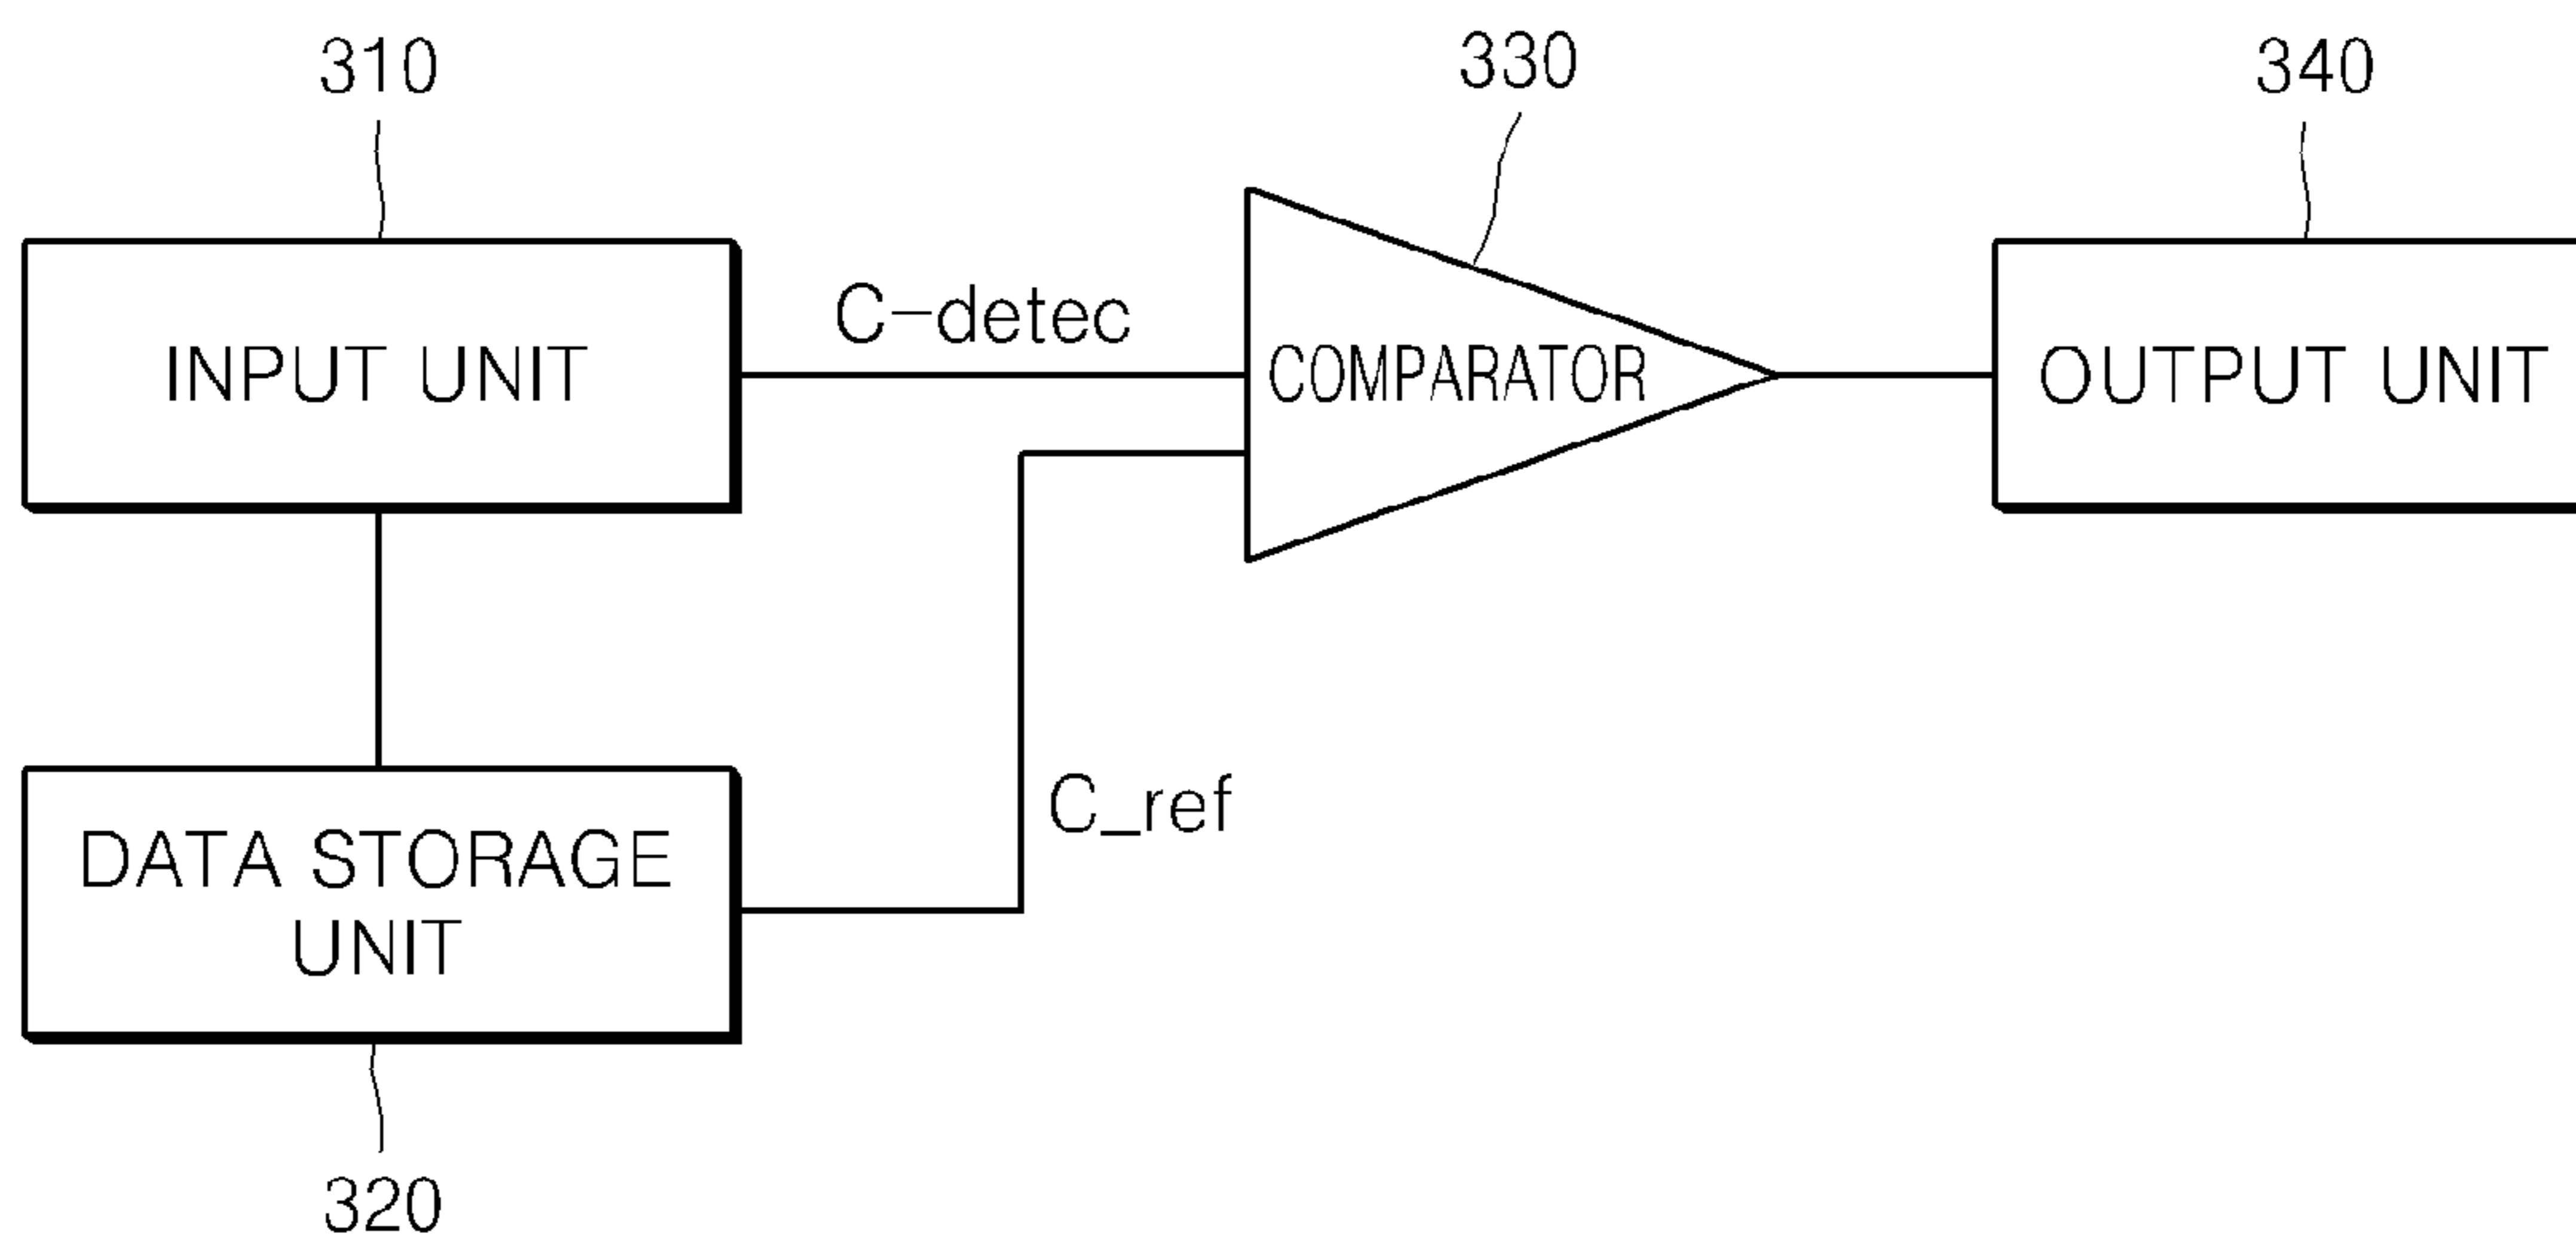 310
330
340
INPUT UNIT
C-detec
COMPARATOR
OUTPUT UNIT
DATA STORAGE
UNIT
C_ref
320